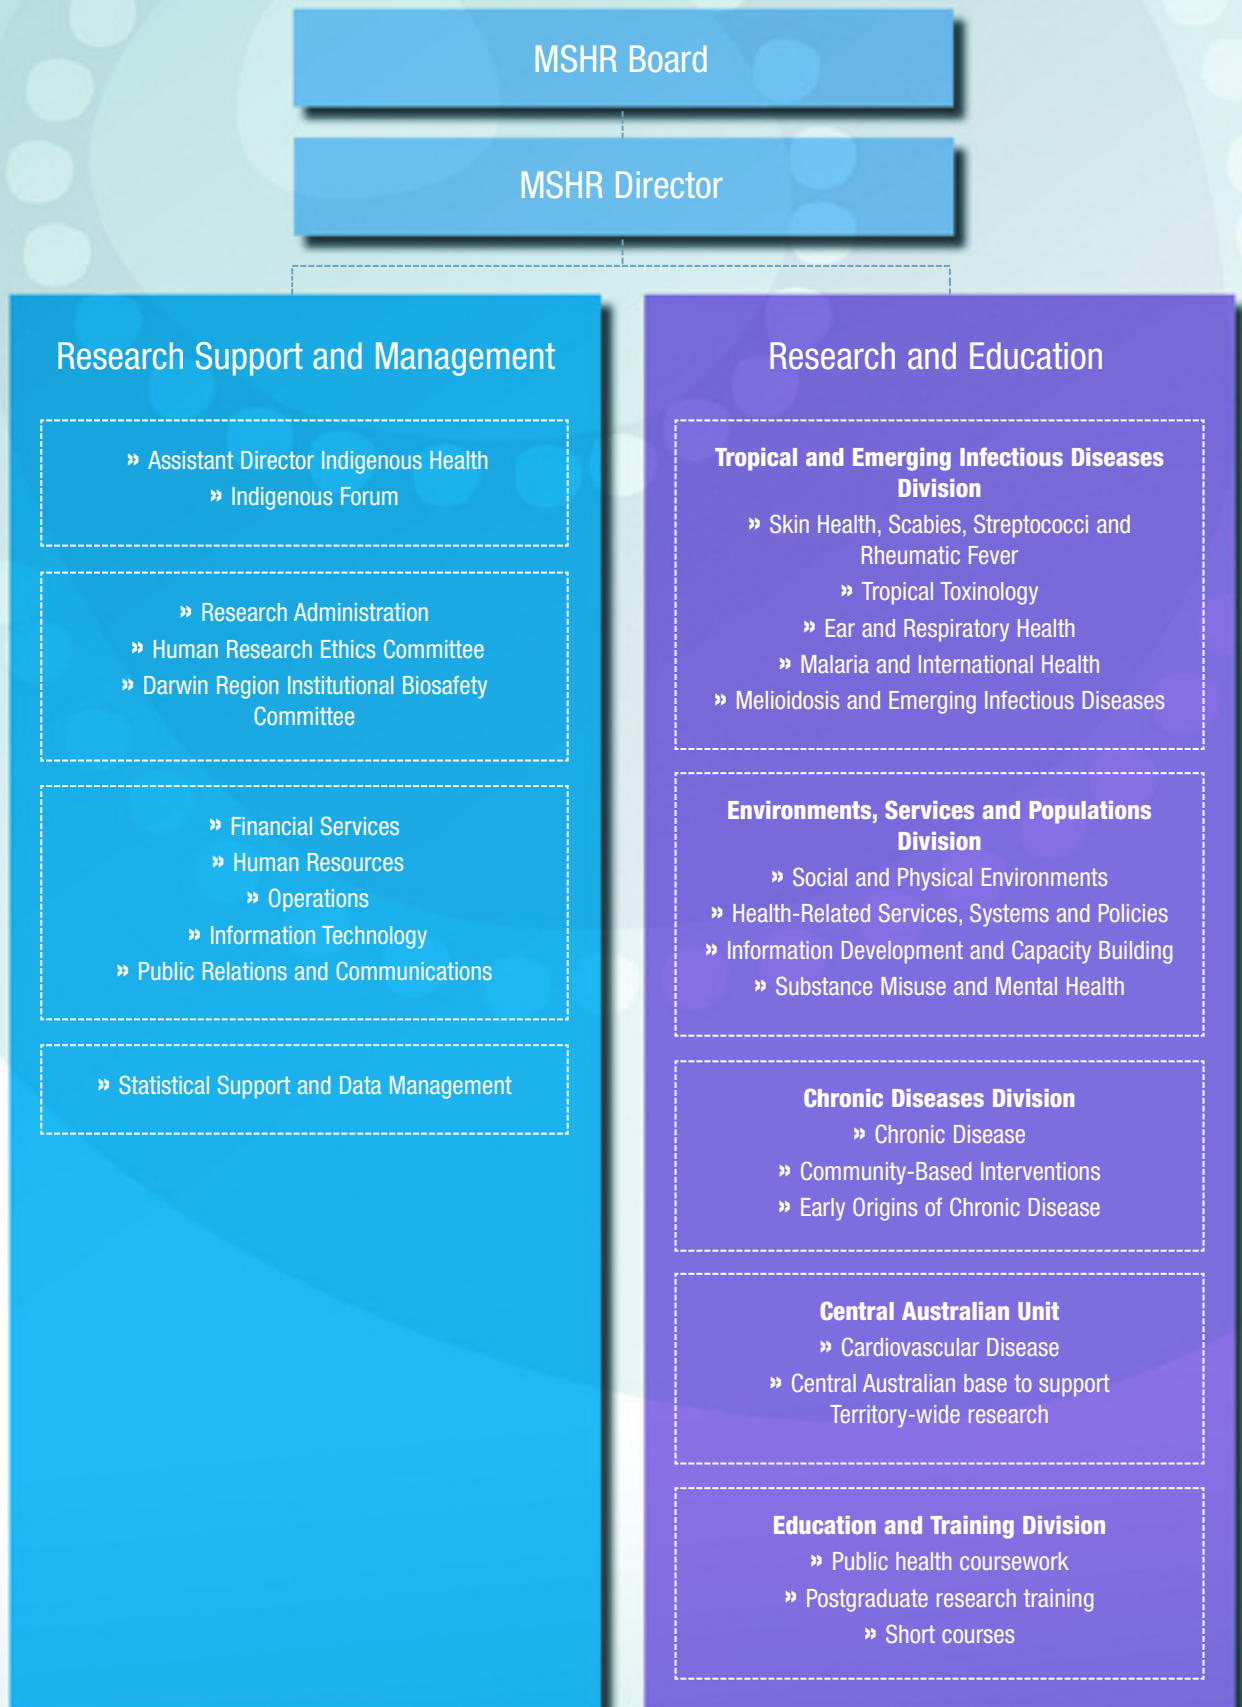 MSHR Board
MSHR Director
Research Support and Management
» Assistant Director Indigenous Health
» Indigenous Forum
» Research Administration
» Human Research Ethics Committee
» Darwin Region Institutional Biosafety
Committee
» Financial Services
» Human Resources
» Operations
» Information Technology
» Public Relations and Communications
» Statistical Support and Data Management
Research and Education
Tropical and Emerging Infectious Diseases
Division
» Skin Health, Scabies, Streptococci and
Rheumatic Fever
» Tropical Toxinology
» Ear and Respiratory Health
» Malaria and International Health
» Melioidosis and Emerging Infectious Diseases
Environments, Services and Populations
Division
» Social and Physical Environments
» Health-Related Services, Systems and Policies
» Information Development and Capacity Building
» Substance Misuse and Mental Health
Chronic Diseases Division
» Chronic Disease
» Community-Based Interventions
» Early Origins of Chronic Disease
Central Australian Unit
» Cardiovascular Disease
» Central Australian base to support
Territory-wide research
Education and Training Division
» Public health coursework
» Postgraduate research training
» Short courses